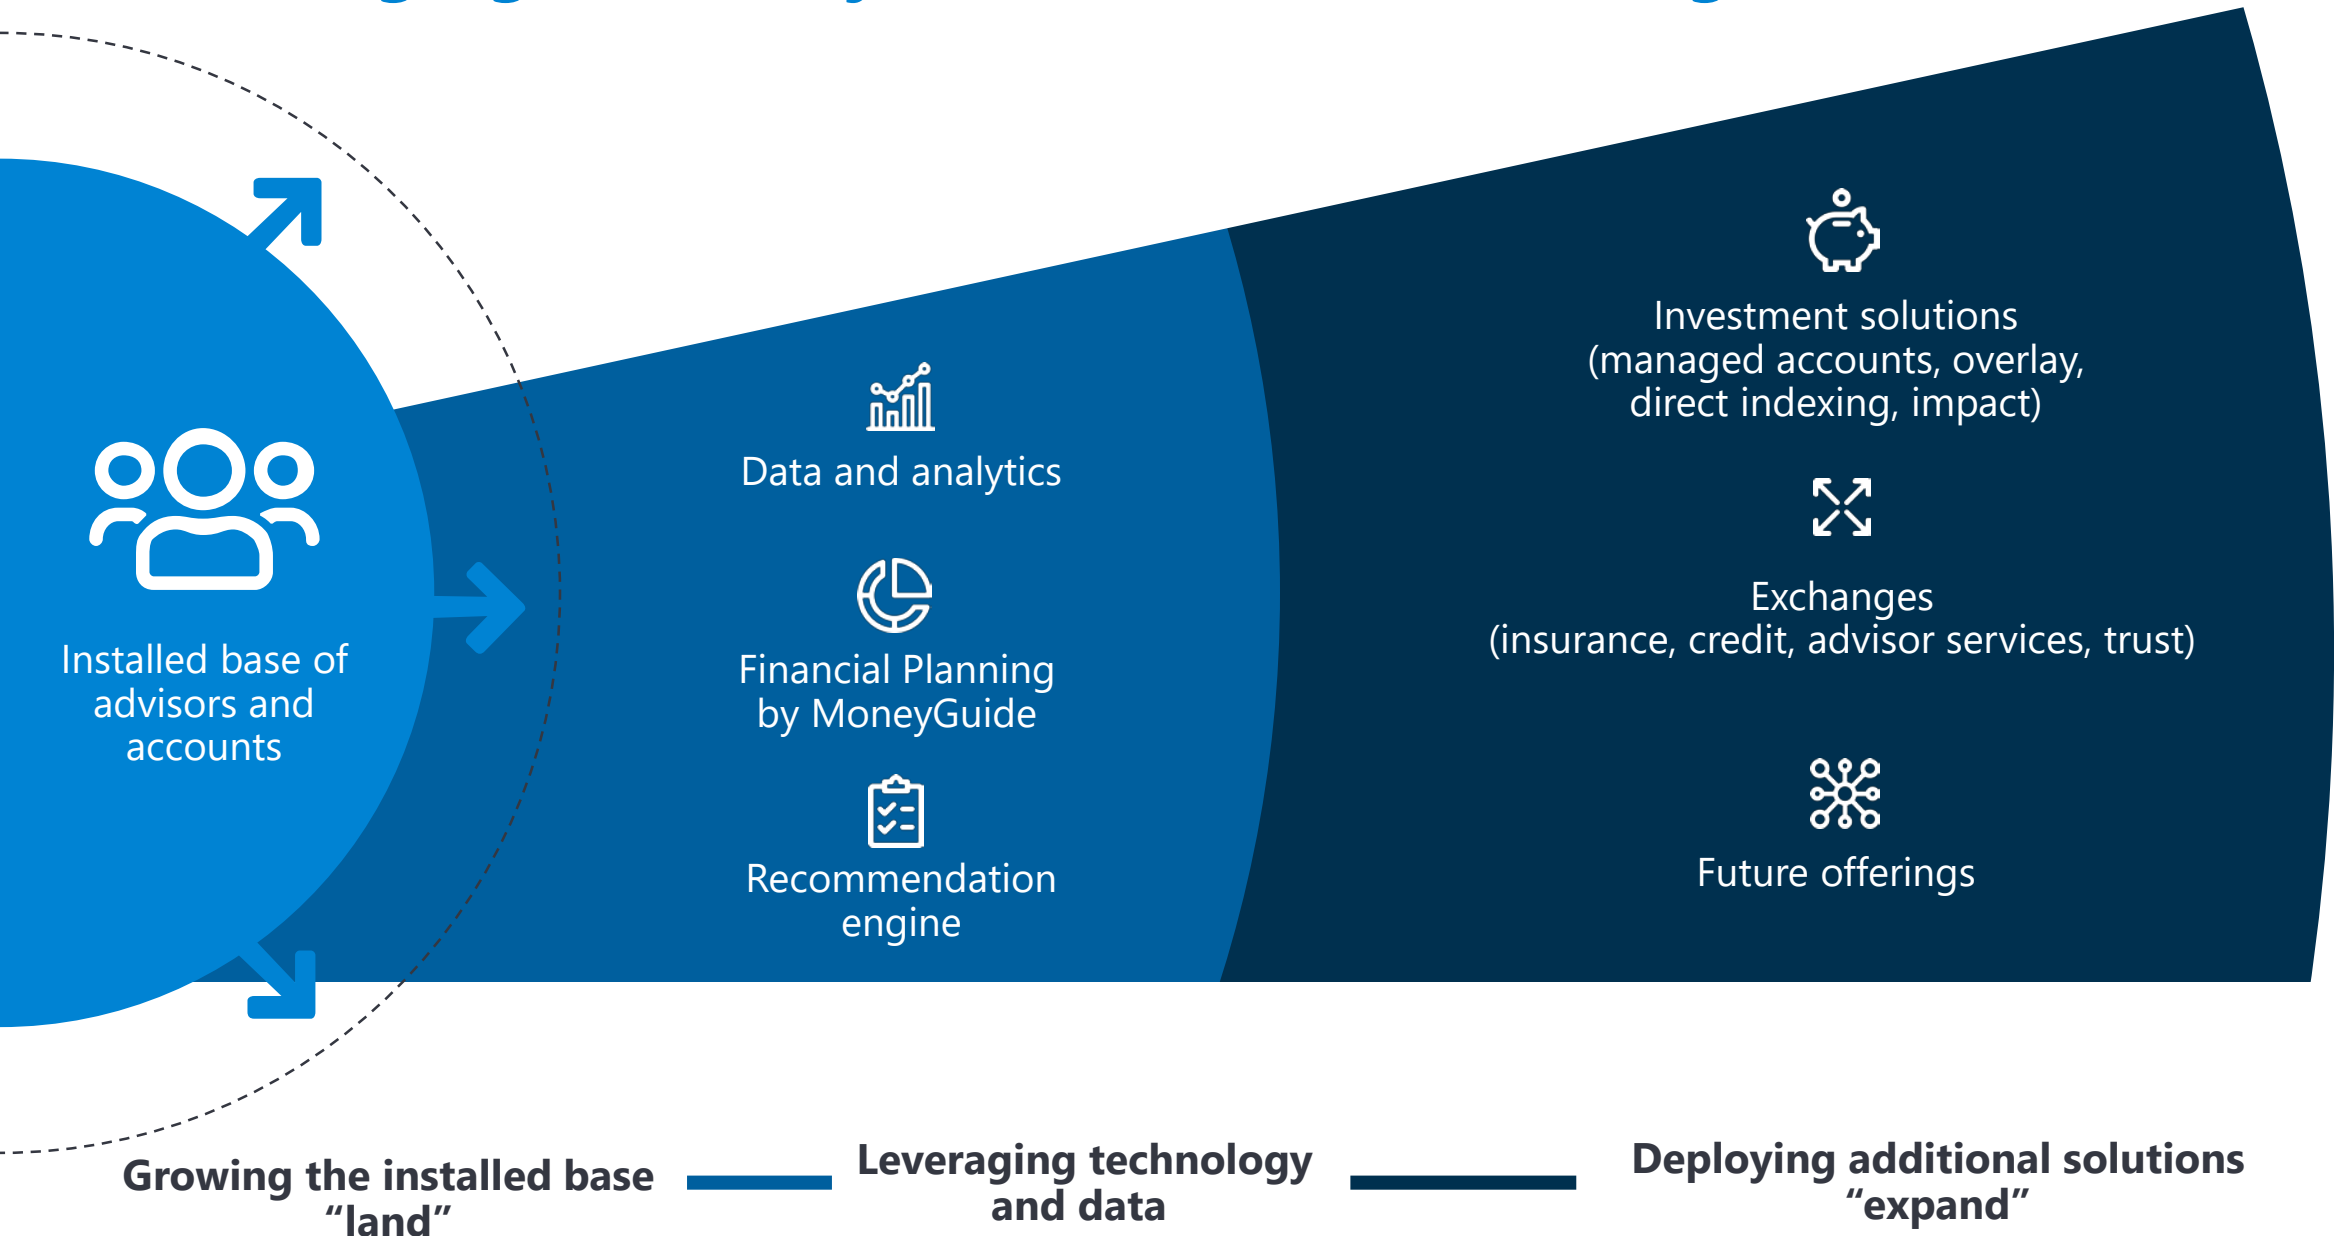 Installed base of
advisors and
accounts
Data and analytics
Financial Planning
by MoneyGuide
Recommendation
engine
Investment solutions
(managed accounts, overlay,
direct indexing, impact)
Exchanges
(insurance, credit, advisor services, trust)
Future offerings
Growing the installed base
“land”
Leveraging technology
and data
Deploying additional solutions
“expand”